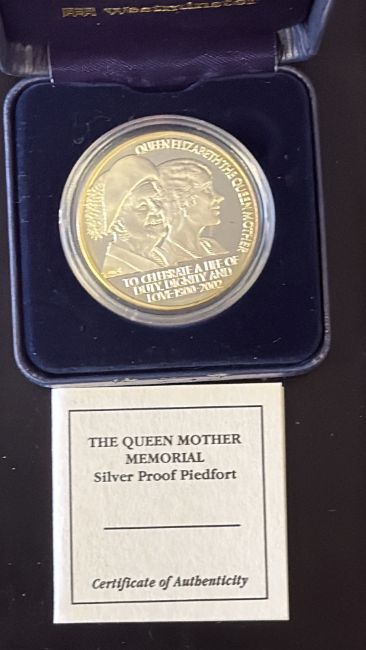 Westminster
QUEEN ELIZABETH THE QUEEN MOTHER
TO CELEBRATE A LIFE OF
DUTY, DIGNITY AND
LOVE 1900-2002
THE QUEEN MOTHER
MEMORIAL
Silver Proof Piedfort
Certificate of Authenticity